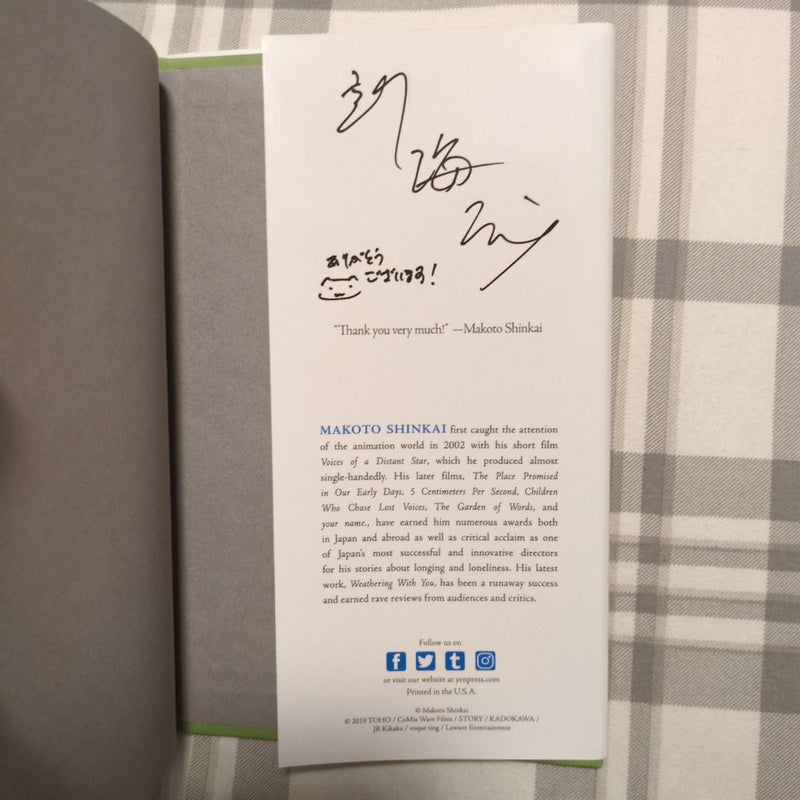 新
海
誠
ありがとう
ございます!
“Thank you very much!” —Makoto Shinkai
MAKOTO SHINKAI first caught the attention
of the animation world in 2002 with his short film
Voices of a Distant Star, which he produced almost
single-handedly. His later films, The Place Promised
in Our Early Days, 5 Centimeters Per Second, Children
Who Chase Lost Voices, The Garden of Words, and
your name., have earned him numerous awards both
in Japan and abroad as well as critical acclaim as one
of Japan’s most successful and innovative directors
for his stories about longing and loneliness. His latest
work, Weathering With You, has been a runaway success
and earned rave reviews from audiences and critics.
Follow us on
or visit our website at yenpress.com
Printed in the U.S.A.
© Makoto Shinkai
© 2019 TOHO / CoMix Wave Films / STORY / KADOKAWA /
JR Kikaku / voque ting / Lawson Entertainment